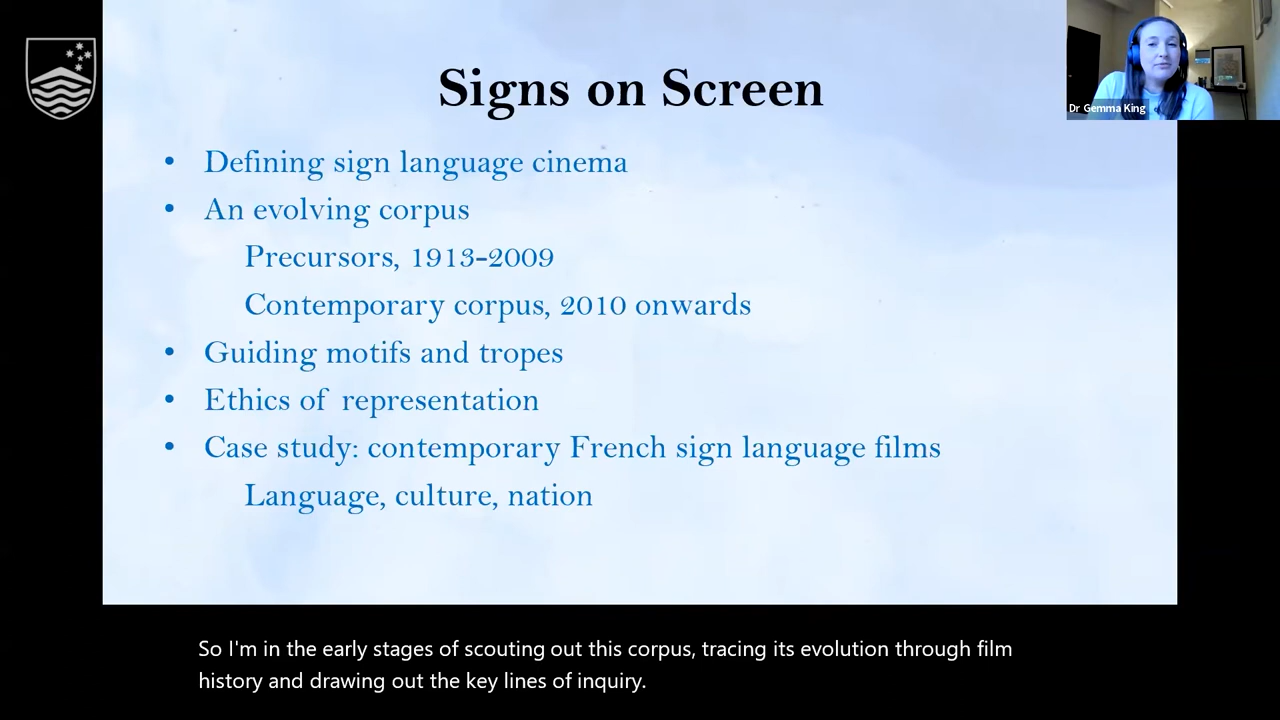 Signs on Screen
Dr Gemma King
• Defining sign language cinema
• An evolving corpus
Precursors, 1913-2009
Contemporary corpus, 2010 onwards
• Guiding motifs and tropes
• Ethics of representation
• Case study: contemporary French sign language films
Language, culture, nation
So I'm in the early stages of scouting out this corpus, tracing its evolution through film
history and drawing out the key lines of inquiry.